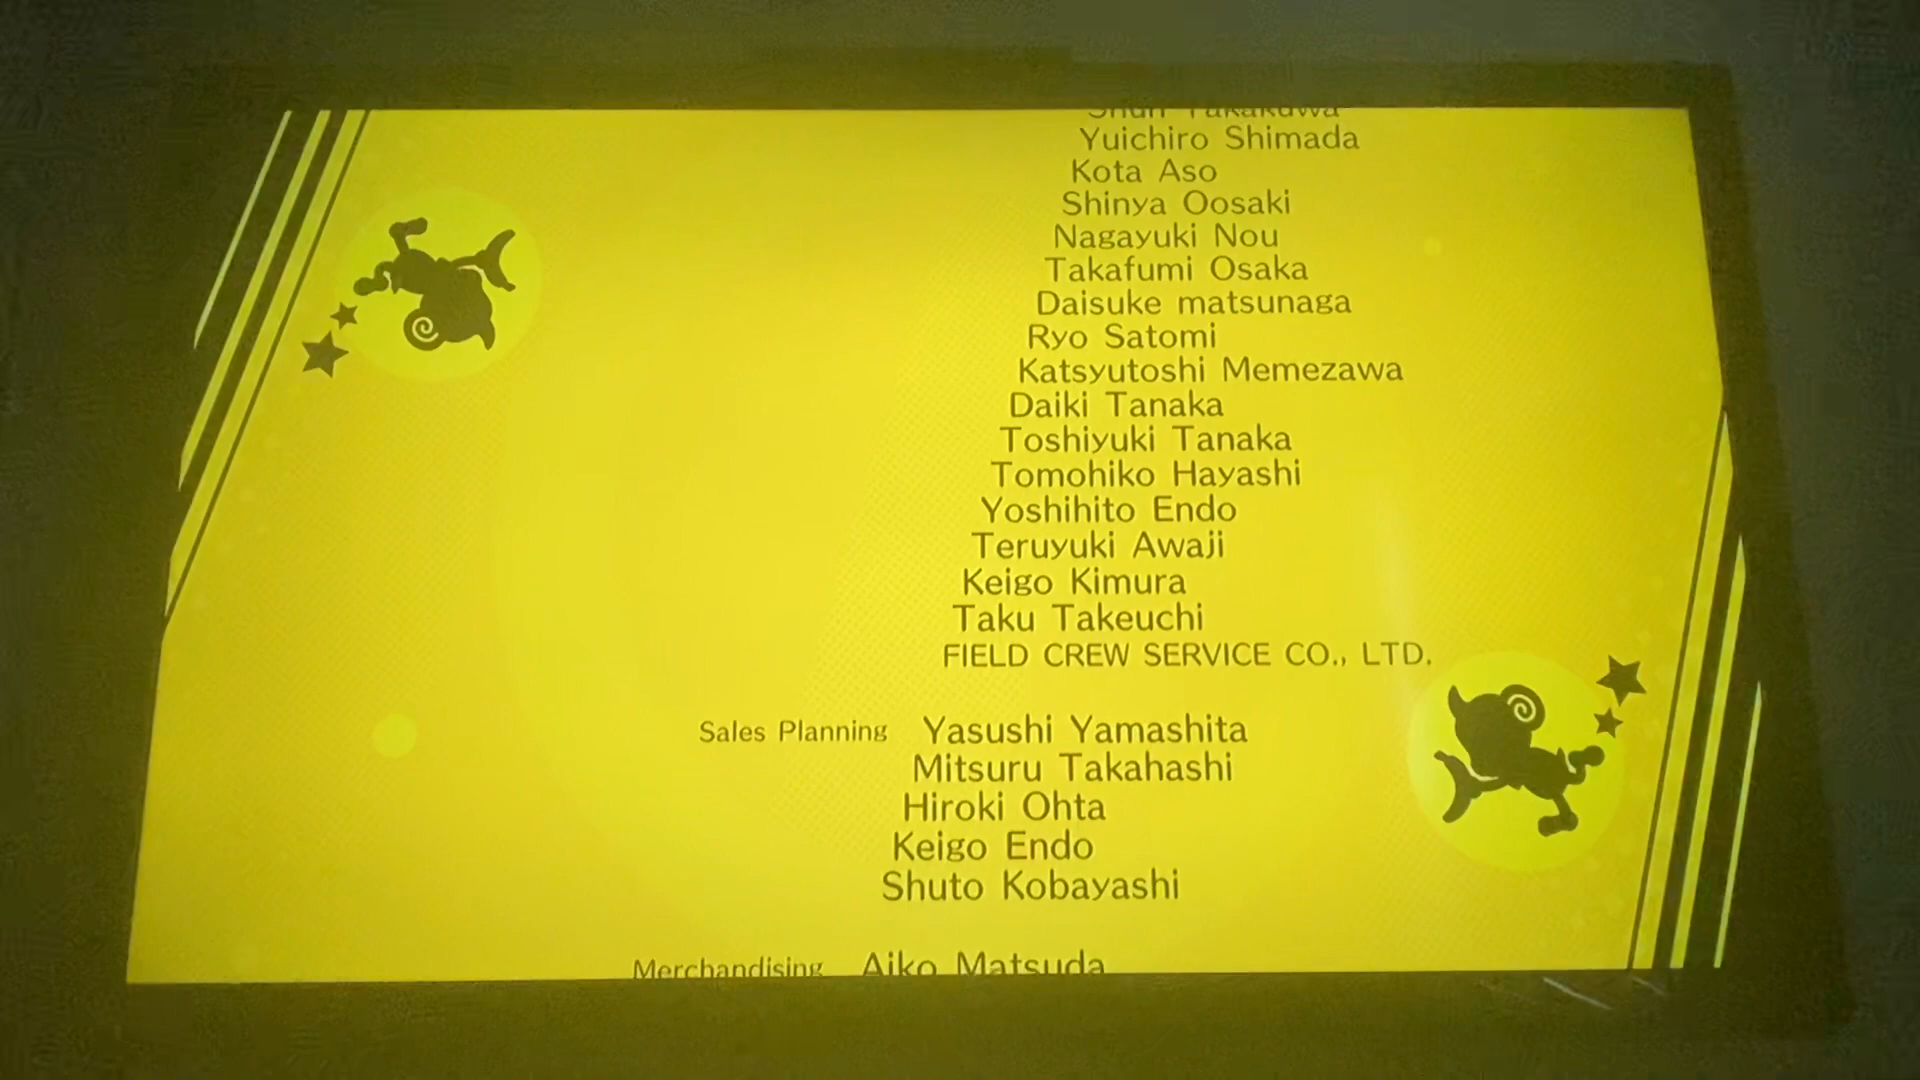 Shun Takakuwa
Yuichiro Shimada
Kota Aso
Shinya Oosaki
Nagayuki Nou
Takafumi Osaka
Daisuke matsunaga
Ryo Satomi
Katsyutoshi Memezawa
Daiki Tanaka
Toshiyuki Tanaka
Tomohiko Hayashi
Yoshihito Endo
Teruyuki Awaji
Keigo Kimura
Taku Takeuchi
FIELD CREW SERVICE CO., LTD.
Sales Planning Yasushi Yamashita
Mitsuru Takahashi
Hiroki Ohta
Keigo Endo
Shuto Kobayashi
Merchandising Aiko Matsuda